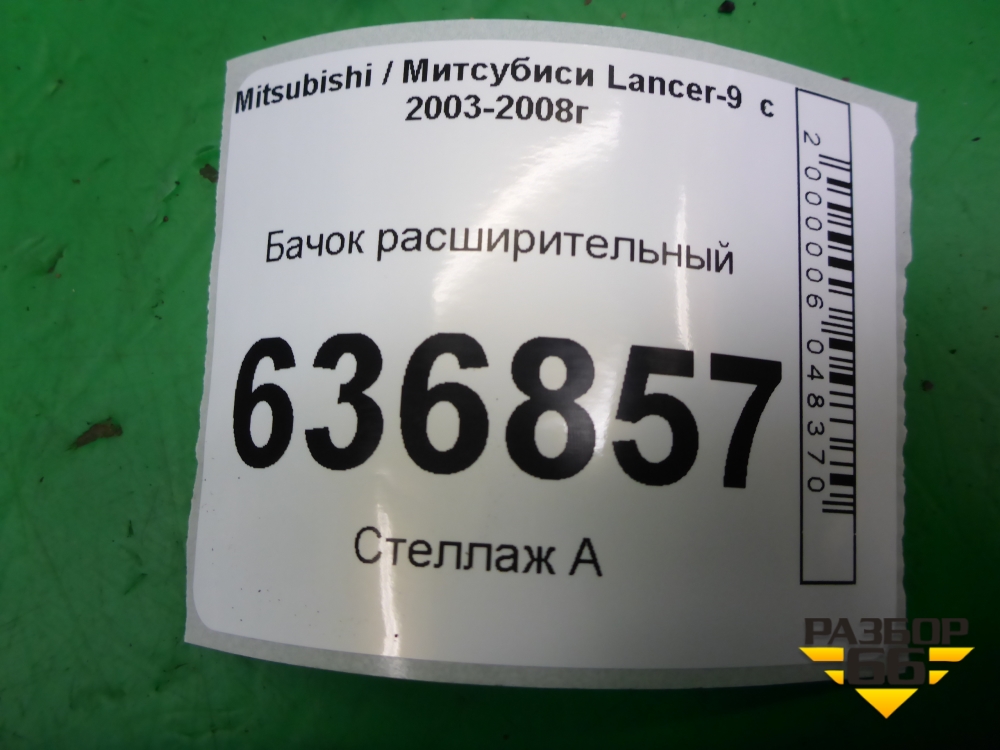 Mitsubishi / Митсубиси Lancer-9 с
2003-2008г
Бачок расширительный
636857
Стеллаж А
2000006048370
РАЗБОР
66